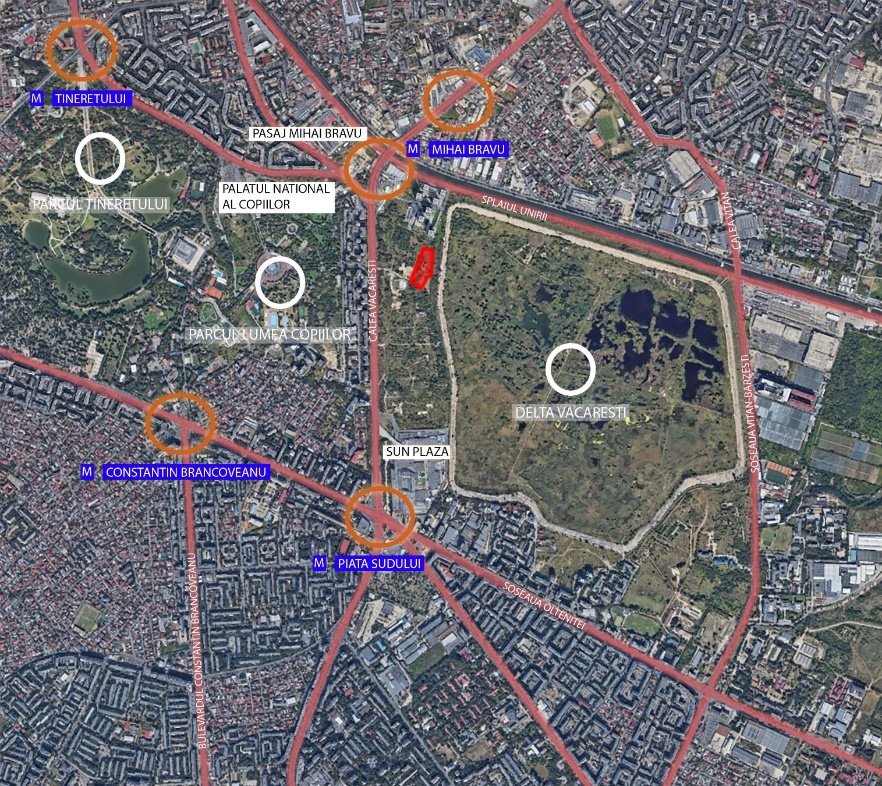 M TINERETULUI
PASAJ MIHAI BRAVU
M MIHAI BRAVU
PARCUL TINERETULUI
PALATUL NATIONAL
AL COPIILOR
SPLAIUL UNIRII
CALEA VITAN
CALEA VACARESTI
PARCUL LUMEA COPIILOR
DELTA VACARESTI
SOSEAUA VITAN-BARZESTI
SUN PLAZA
M CONSTANTIN BRANCOVEANU
M PIATA SUDULUI
SOSEAUA OLTENITEI
BULEVARDUL CONSTANTIN BRANCOVEANU